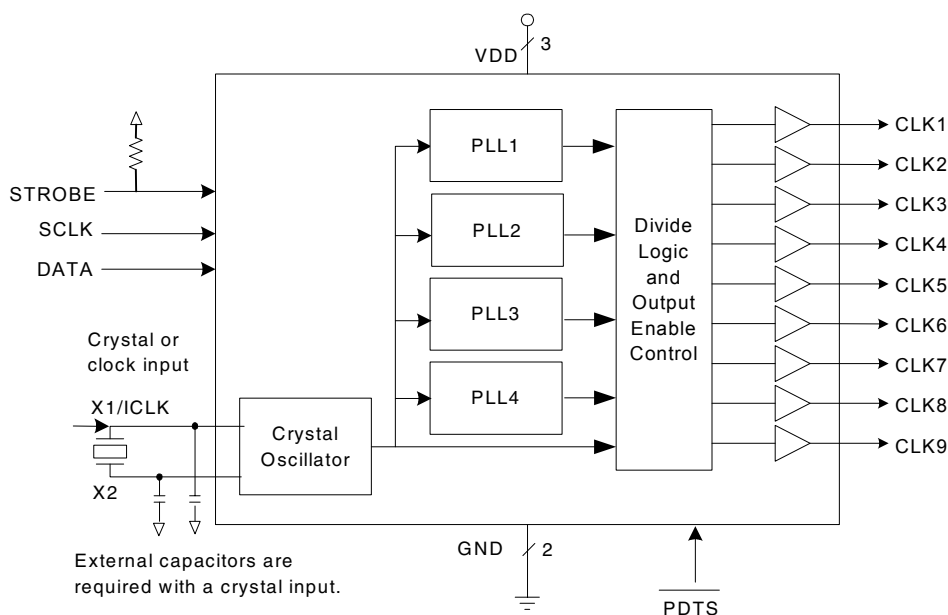 VDD
3
STROBE
SCLK
DATA
Crystal or
clock input
X1/ICLK
X2
External capacitors are
required with a crystal input.
Crystal
Oscillator
PLL1
PLL2
PLL3
PLL4
Divide
Logic
and
Output
Enable
Control
CLK1
CLK2
CLK3
CLK4
CLK5
CLK6
CLK7
CLK8
CLK9
GND
2
PDTS